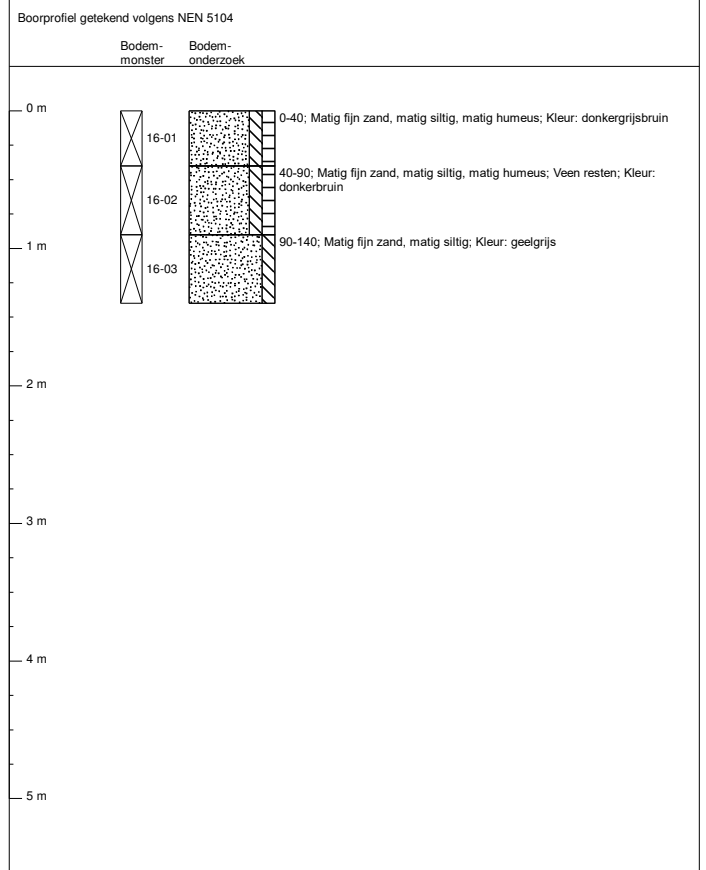 Boorprofiel getekend volgens NEN 5104
Bodem-
monster
Bodem-
onderzoek
0 m
16-01
0-40; Matig fijn zand, matig siltig, matig humeus; Kleur: donkergrijsbruin
16-02
40-90; Matig fijn zand, matig siltig, matig humeus; Veen resten; Kleur:
donkerbruin
1 m
16-03
90-140; Matig fijn zand, matig siltig; Kleur: geelgrijs
2 m
3 m
4 m
5 m